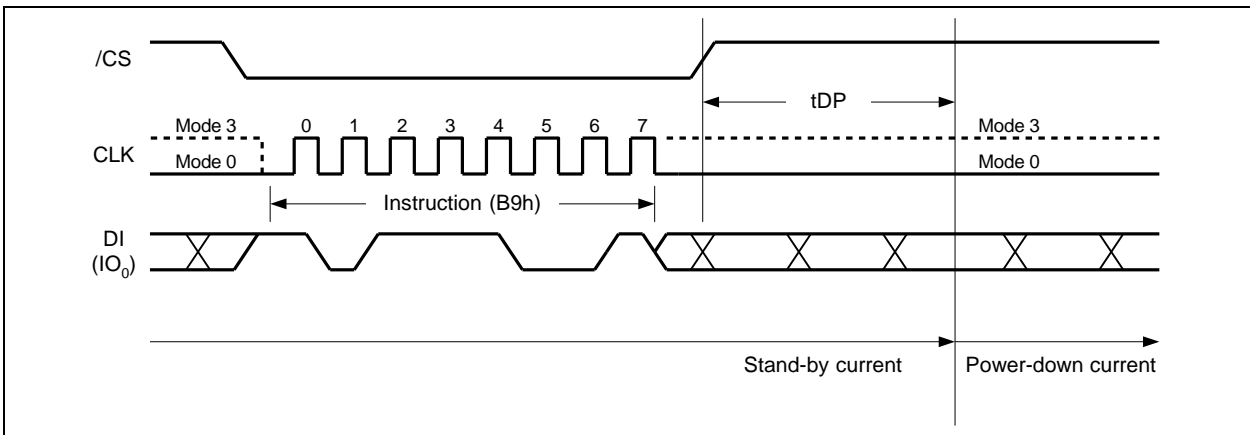 /CS
tDP
0 1 2 3 4 5 6 7
Mode 3
Mode 3
CLK
Mode 0
Mode 0
Instruction (B9h)
DI
(IO0)
Stand-by current
Power-down current